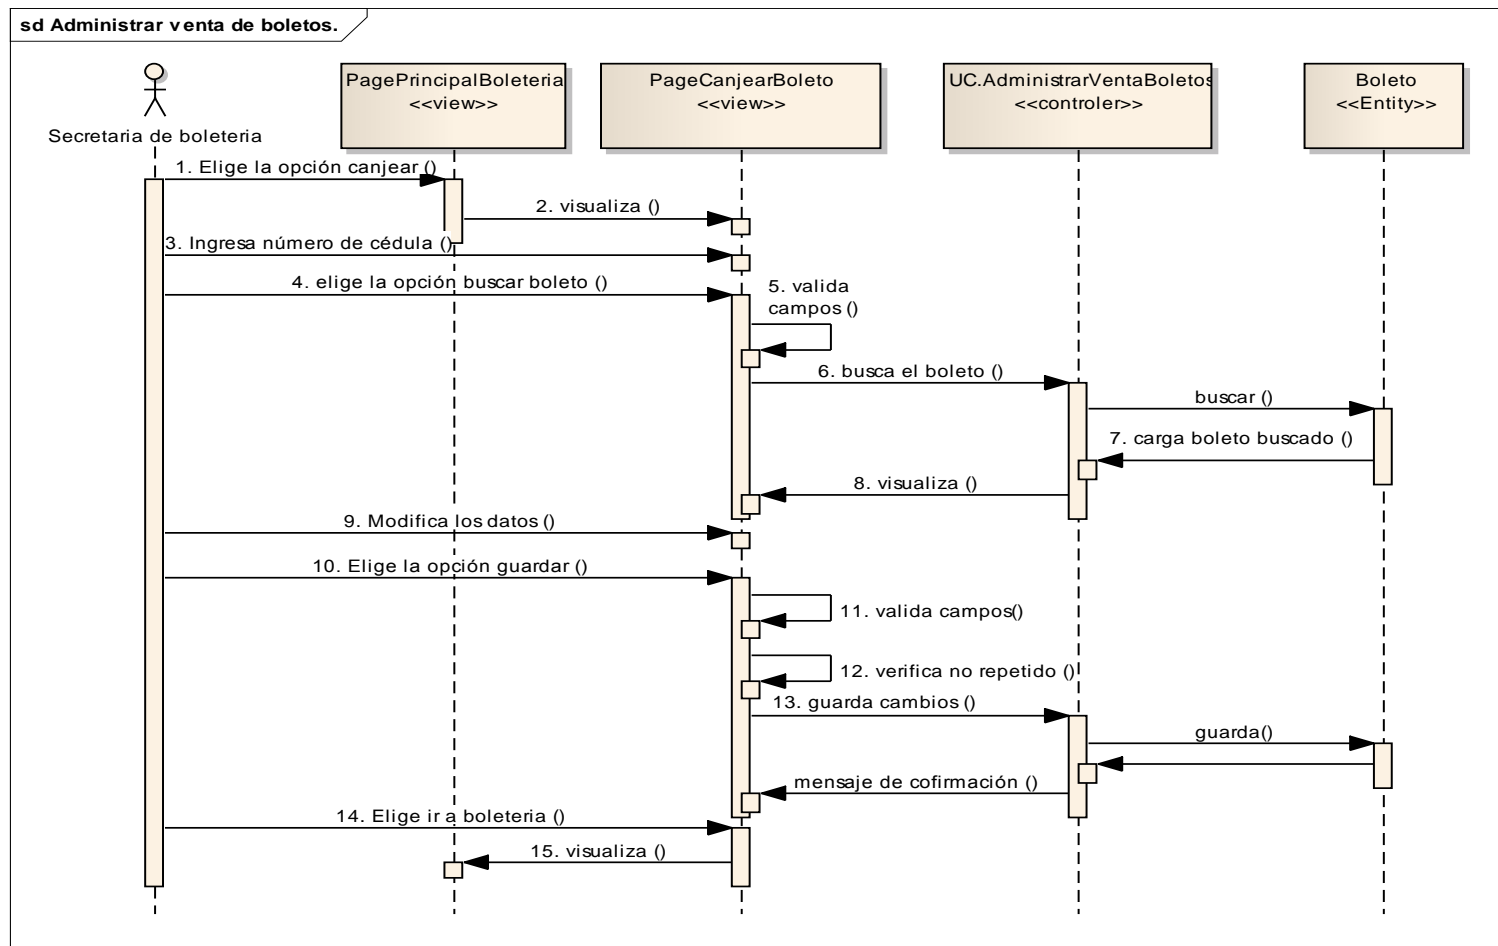 sd Administrar venta de boletos.
Secretaria de boleteria
PagePrincipalBoleteria
<<view>>
PageCanjearBoleto
<<view>>
UC.AdministrarVentaBoletos
<<controler>>
Boleto
<<Entity>>
1. Elige la opción canjear ()
2. visualiza ()
3. Ingresa número de cédula ()
4. elige la opción buscar boleto ()
5. valida
campos ()
6. busca el boleto ()
buscar ()
7. carga boleto buscado ()
8. visualiza ()
9. Modifica los datos ()
10. Elige la opción guardar ()
11. valida campos()
12. verifica no repetido ()
13. guarda cambios ()
guarda()
mensaje de cofirmación ()
14. Elige ir a boleteria ()
15. visualiza ()